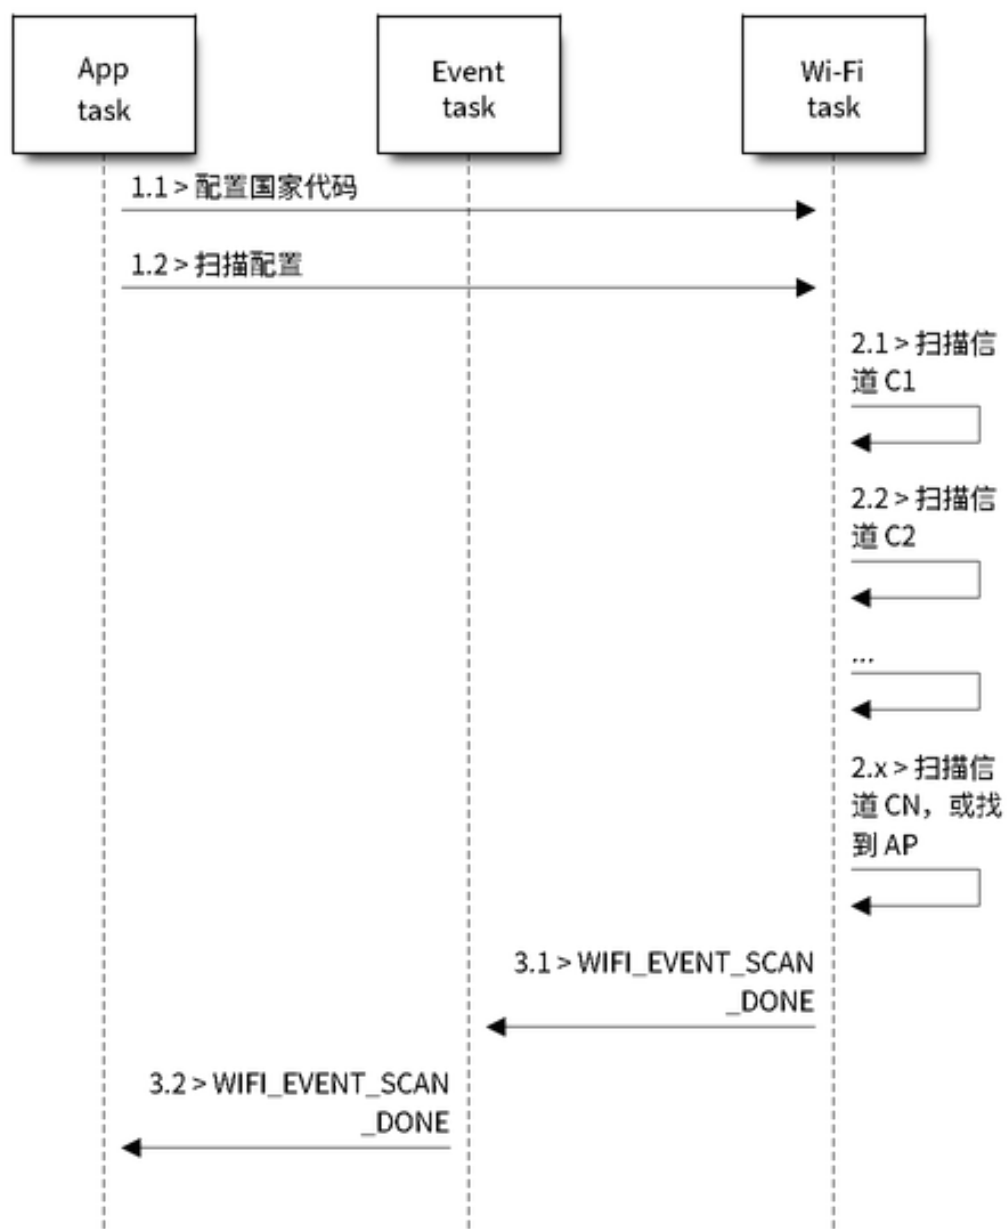 App
task
Event
task
Wi-Fi
task
1.1 > 配置国家代码
1.2 > 扫描配置
2.1 > 扫描信
道 C1
2.2 > 扫描信
道 C2
...
2.x > 扫描信
道 CN，或找
到 AP
3.1 > WIFI_EVENT_SCAN
_DONE
3.2 > WIFI_EVENT_SCAN
_DONE